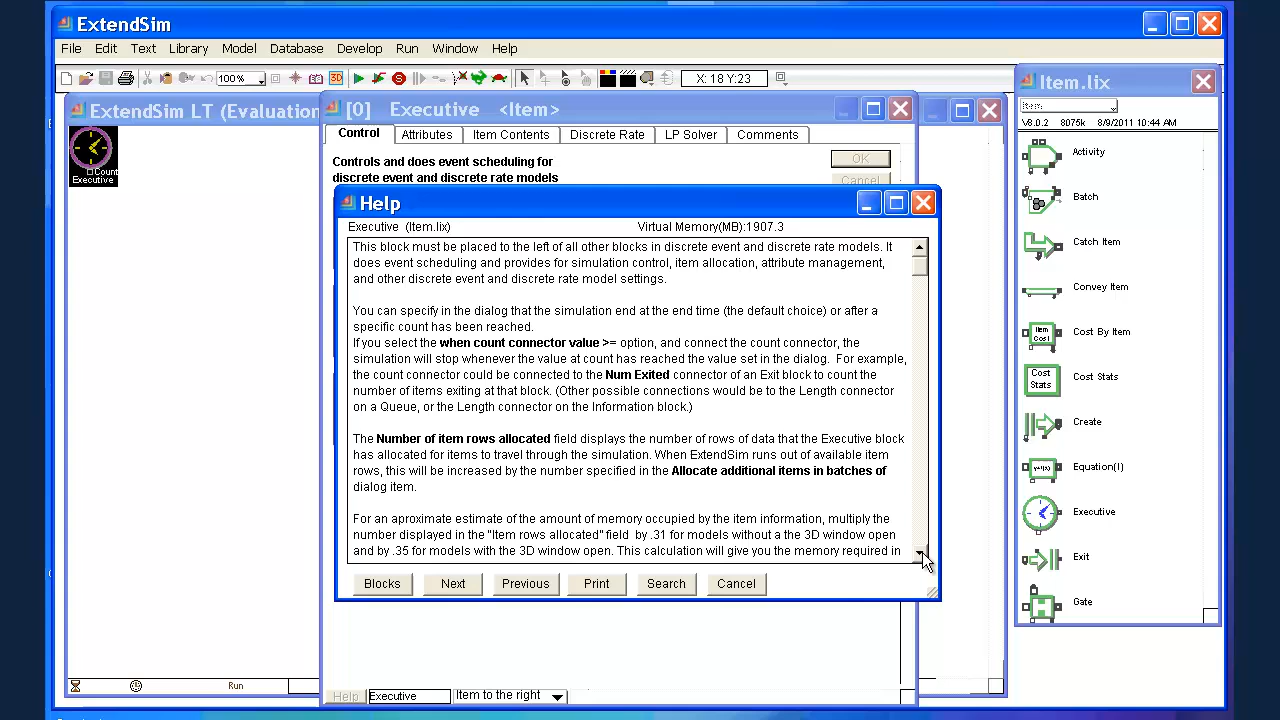 ExtendSim
File Edit Text Library Model Database Develop Run Window Help
100% 3D X: 18 Y:23
ExtendSim LT (Evaluation
[0] Executive <Item>
Item.lix
Control Attributes Item Contents Discrete Rate LP Solver Comments
V8.0.2 8075k 8/9/2011 10:44 AM
Controls and does event scheduling for
discrete event and discrete rate models
OK
Cancel
Count
Executive
Help
Executive (Item.lix) Virtual Memory(MB):1907.3
This block must be placed to the left of all other blocks in discrete event and discrete rate models. It
does event scheduling and provides for simulation control, item allocation, attribute management,
and other discrete event and discrete rate model settings.
You can specify in the dialog that the simulation end at the end time (the default choice) or after a
specific count has been reached.
If you select the when count connector value >= option, and connect the count connector, the
simulation will stop whenever the value at count has reached the value set in the dialog. For example,
the count connector could be connected to the Num Exited connector of an Exit block to count the
number of items exiting at that block. (Other possible connections would be to the Length connector
on a Queue, or the Length connector on the Information block.)
The Number of item rows allocated field displays the number of rows of data that the Executive block
has allocated for items to travel through the simulation. When ExtendSim runs out of available item
rows, this will be increased by the number specified in the Allocate additional items in batches of
dialog item.
For an aproximate estimate of the amount of memory occupied by the item information, multiply the
number displayed in the "Item rows allocated" field by .31 for models without a the 3D window open
and by .35 for models with the 3D window open. This calculation will give you the memory required in
Blocks Next Previous Print Search Cancel
Activity
Batch
Catch Item
Convey Item
Item Cost Cost By Item
Cost
Stats Cost Stats
Create
Equation(I)
Executive
Exit
Gate
Run
Help Executive Item to the right